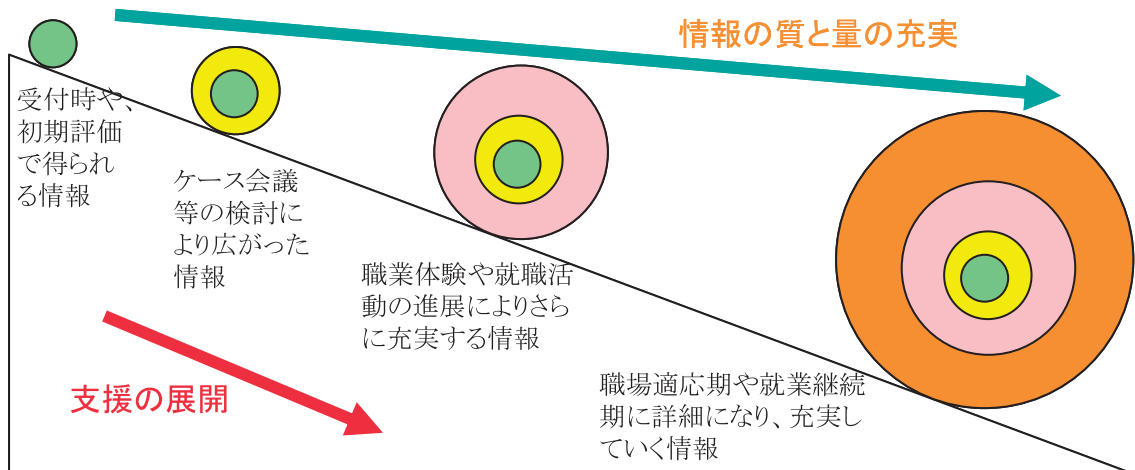 情報の質と量の充実
受付時や、
初期評価
で得られ
る情報
ケース会議
等の検討に
より広がった
情報
職業体験や就職活
動の進展によりさら
に充実する情報
支援の展開
職場適応期や就業継続
期に詳細になり、充実し
ていく情報